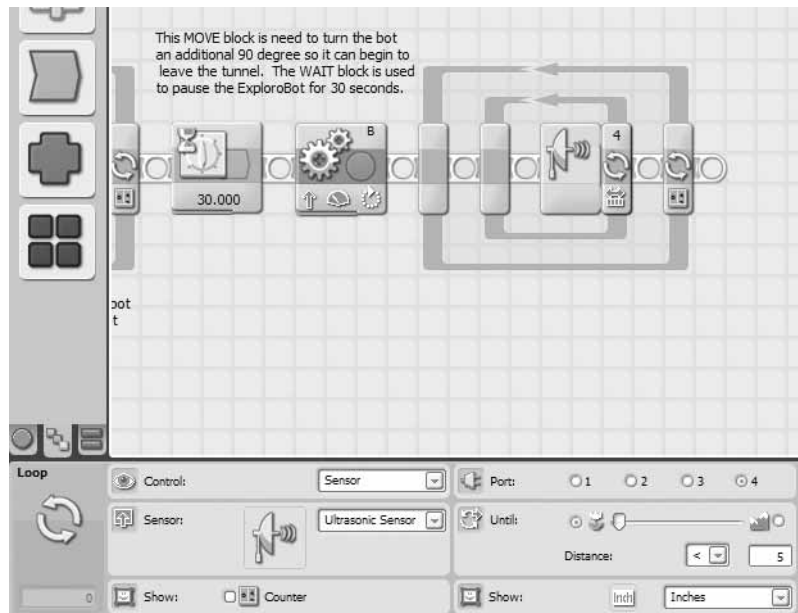 This MOVE block is need to turn the bot
an additional 90 degree so it can begin to
leave the tunnel. The WAIT block is used
to pause the ExploroBot for 30 seconds.
B
4
30.000
bot
t
Loop
Control:
Sensor
Port:
1
2
3
4
Sensor:
Ultrasonic Sensor
Until:
Distance:
<
5
0
Show:
Counter
Show:
Inch
Inches